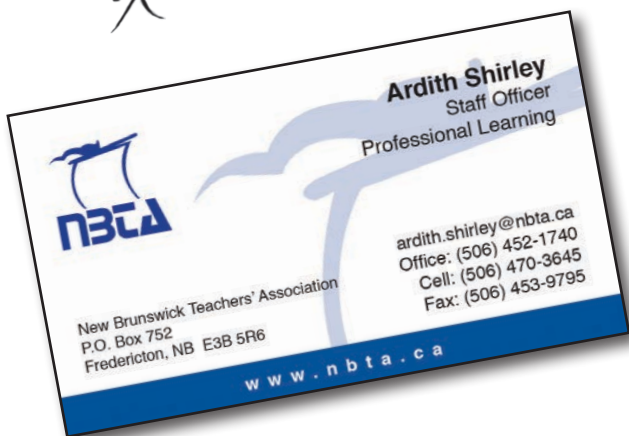 Ardith Shirley
Staff Officer
Professional Learning
NBTA
ardith.shirley@nbta.ca
Office: (506) 452-1740
Cell: (506) 470-3645
Fax: (506) 453-9795
New Brunswick Teachers' Association
P.O. Box 752
Fredericton, NB E3B 5R6
www.nbta.ca